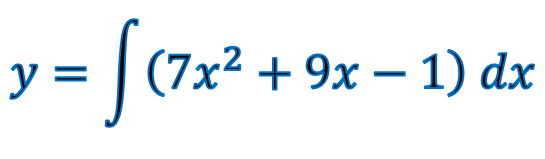 y = ∫(7x² + 9x − 1) dx